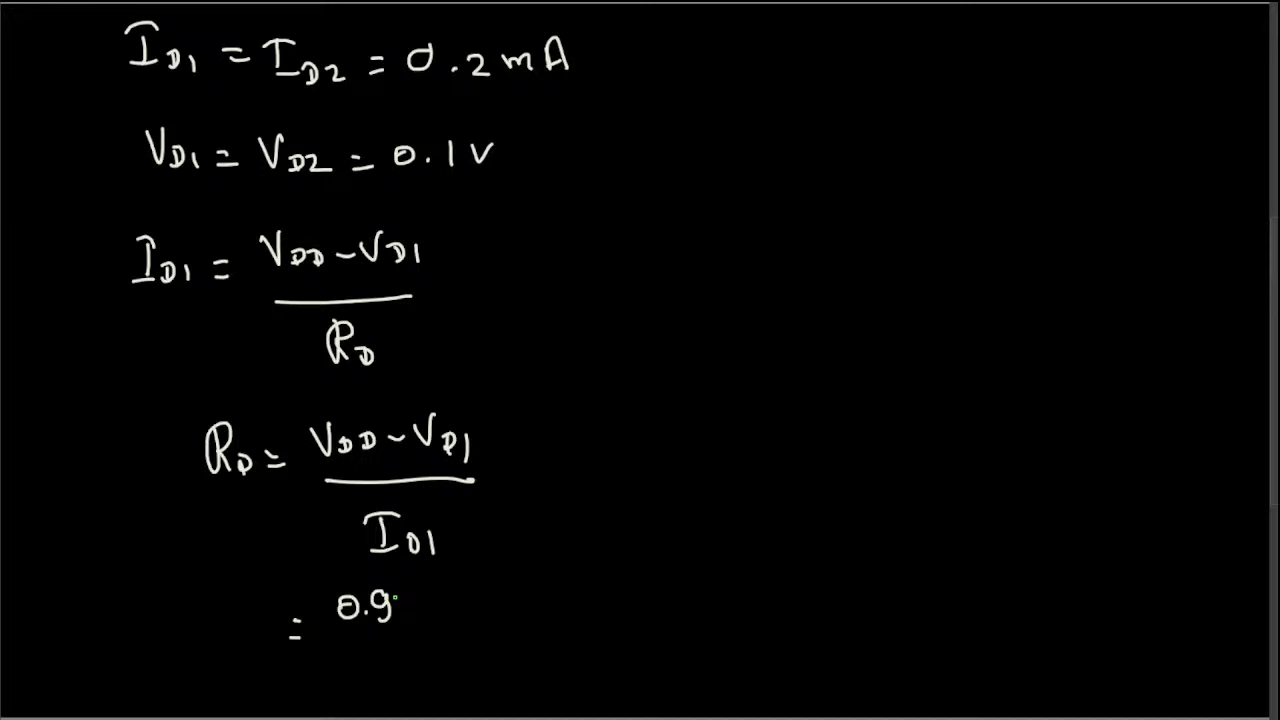 I_D1 = I_D2 = 0.2 mA
V_D1 = V_D2 = 0.1 V
I_D1 = V_DD - V_D1
R_D
R_D = V_DD - V_D1
I_D1
= 0.9